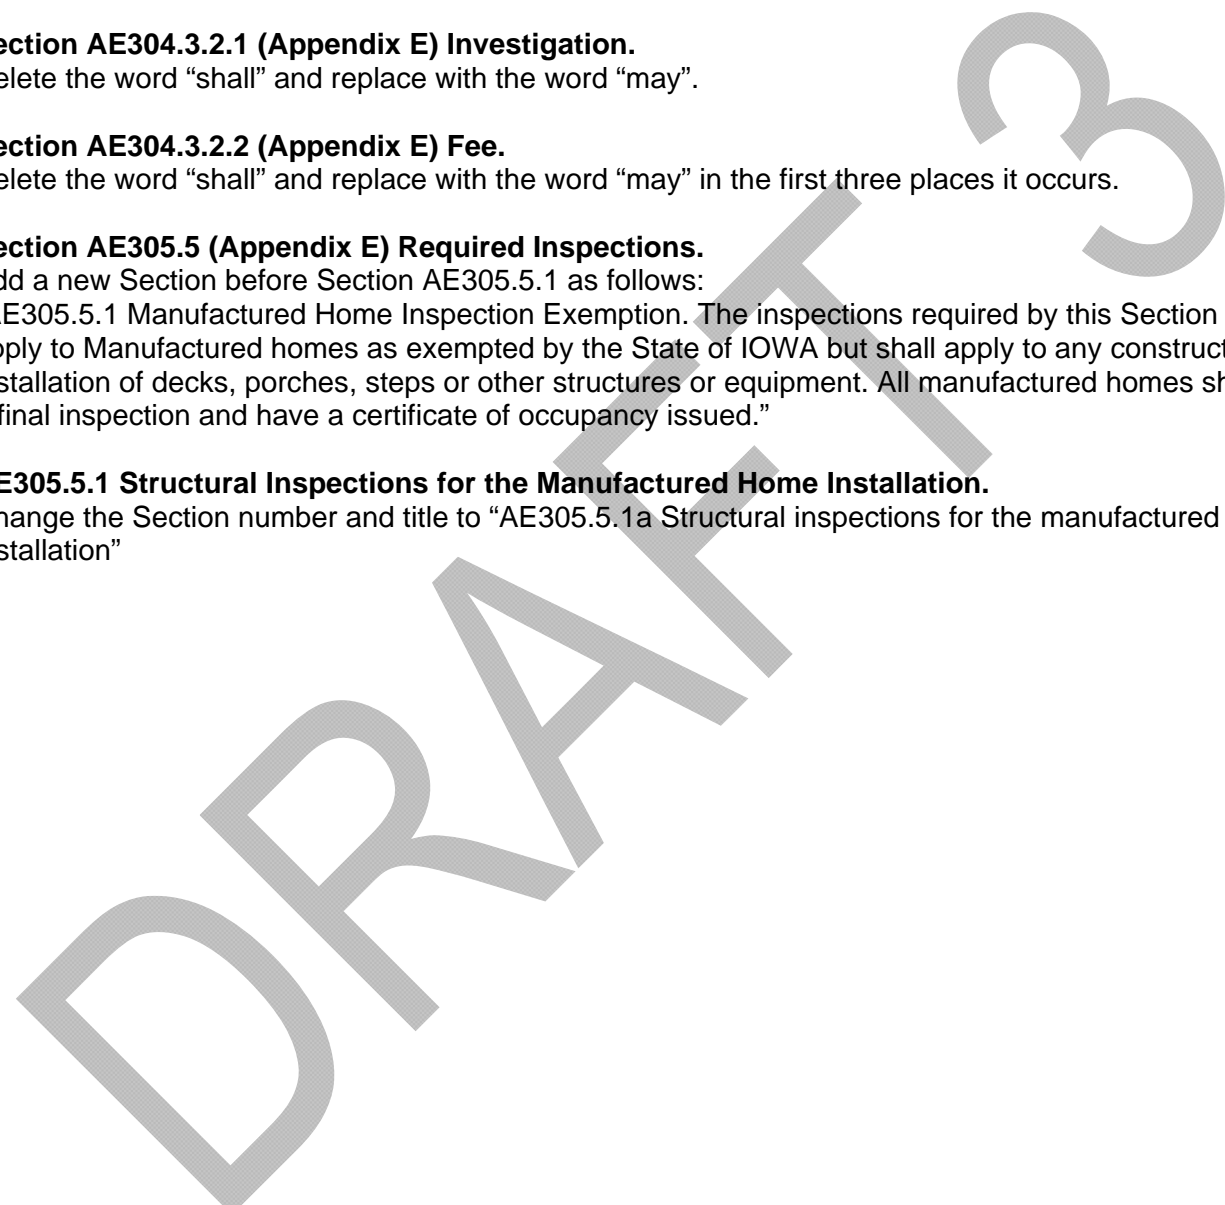 ection AE304.3.2.1 (Appendix E) Investigation.
elete the word “shall” and replace with the word “may”.
ection AE304.3.2.2 (Appendix E) Fee.
elete the word “shall” and replace with the word “may” in the first three places it occurs.
ection AE305.5 (Appendix E) Required Inspections.
dd a new Section before Section AE305.5.1 as follows:
AE305.5.1 Manufactured Home Inspection Exemption. The inspections required by this Section
pply to Manufactured homes as exempted by the State of IOWA but shall apply to any construct
stallation of decks, porches, steps or other structures or equipment. All manufactured homes sh
final inspection and have a certificate of occupancy issued.”
E305.5.1 Structural Inspections for the Manufactured Home Installation.
hange the Section number and title to “AE305.5.1a Structural inspections for the manufactured
stallation”
DRAFT 3